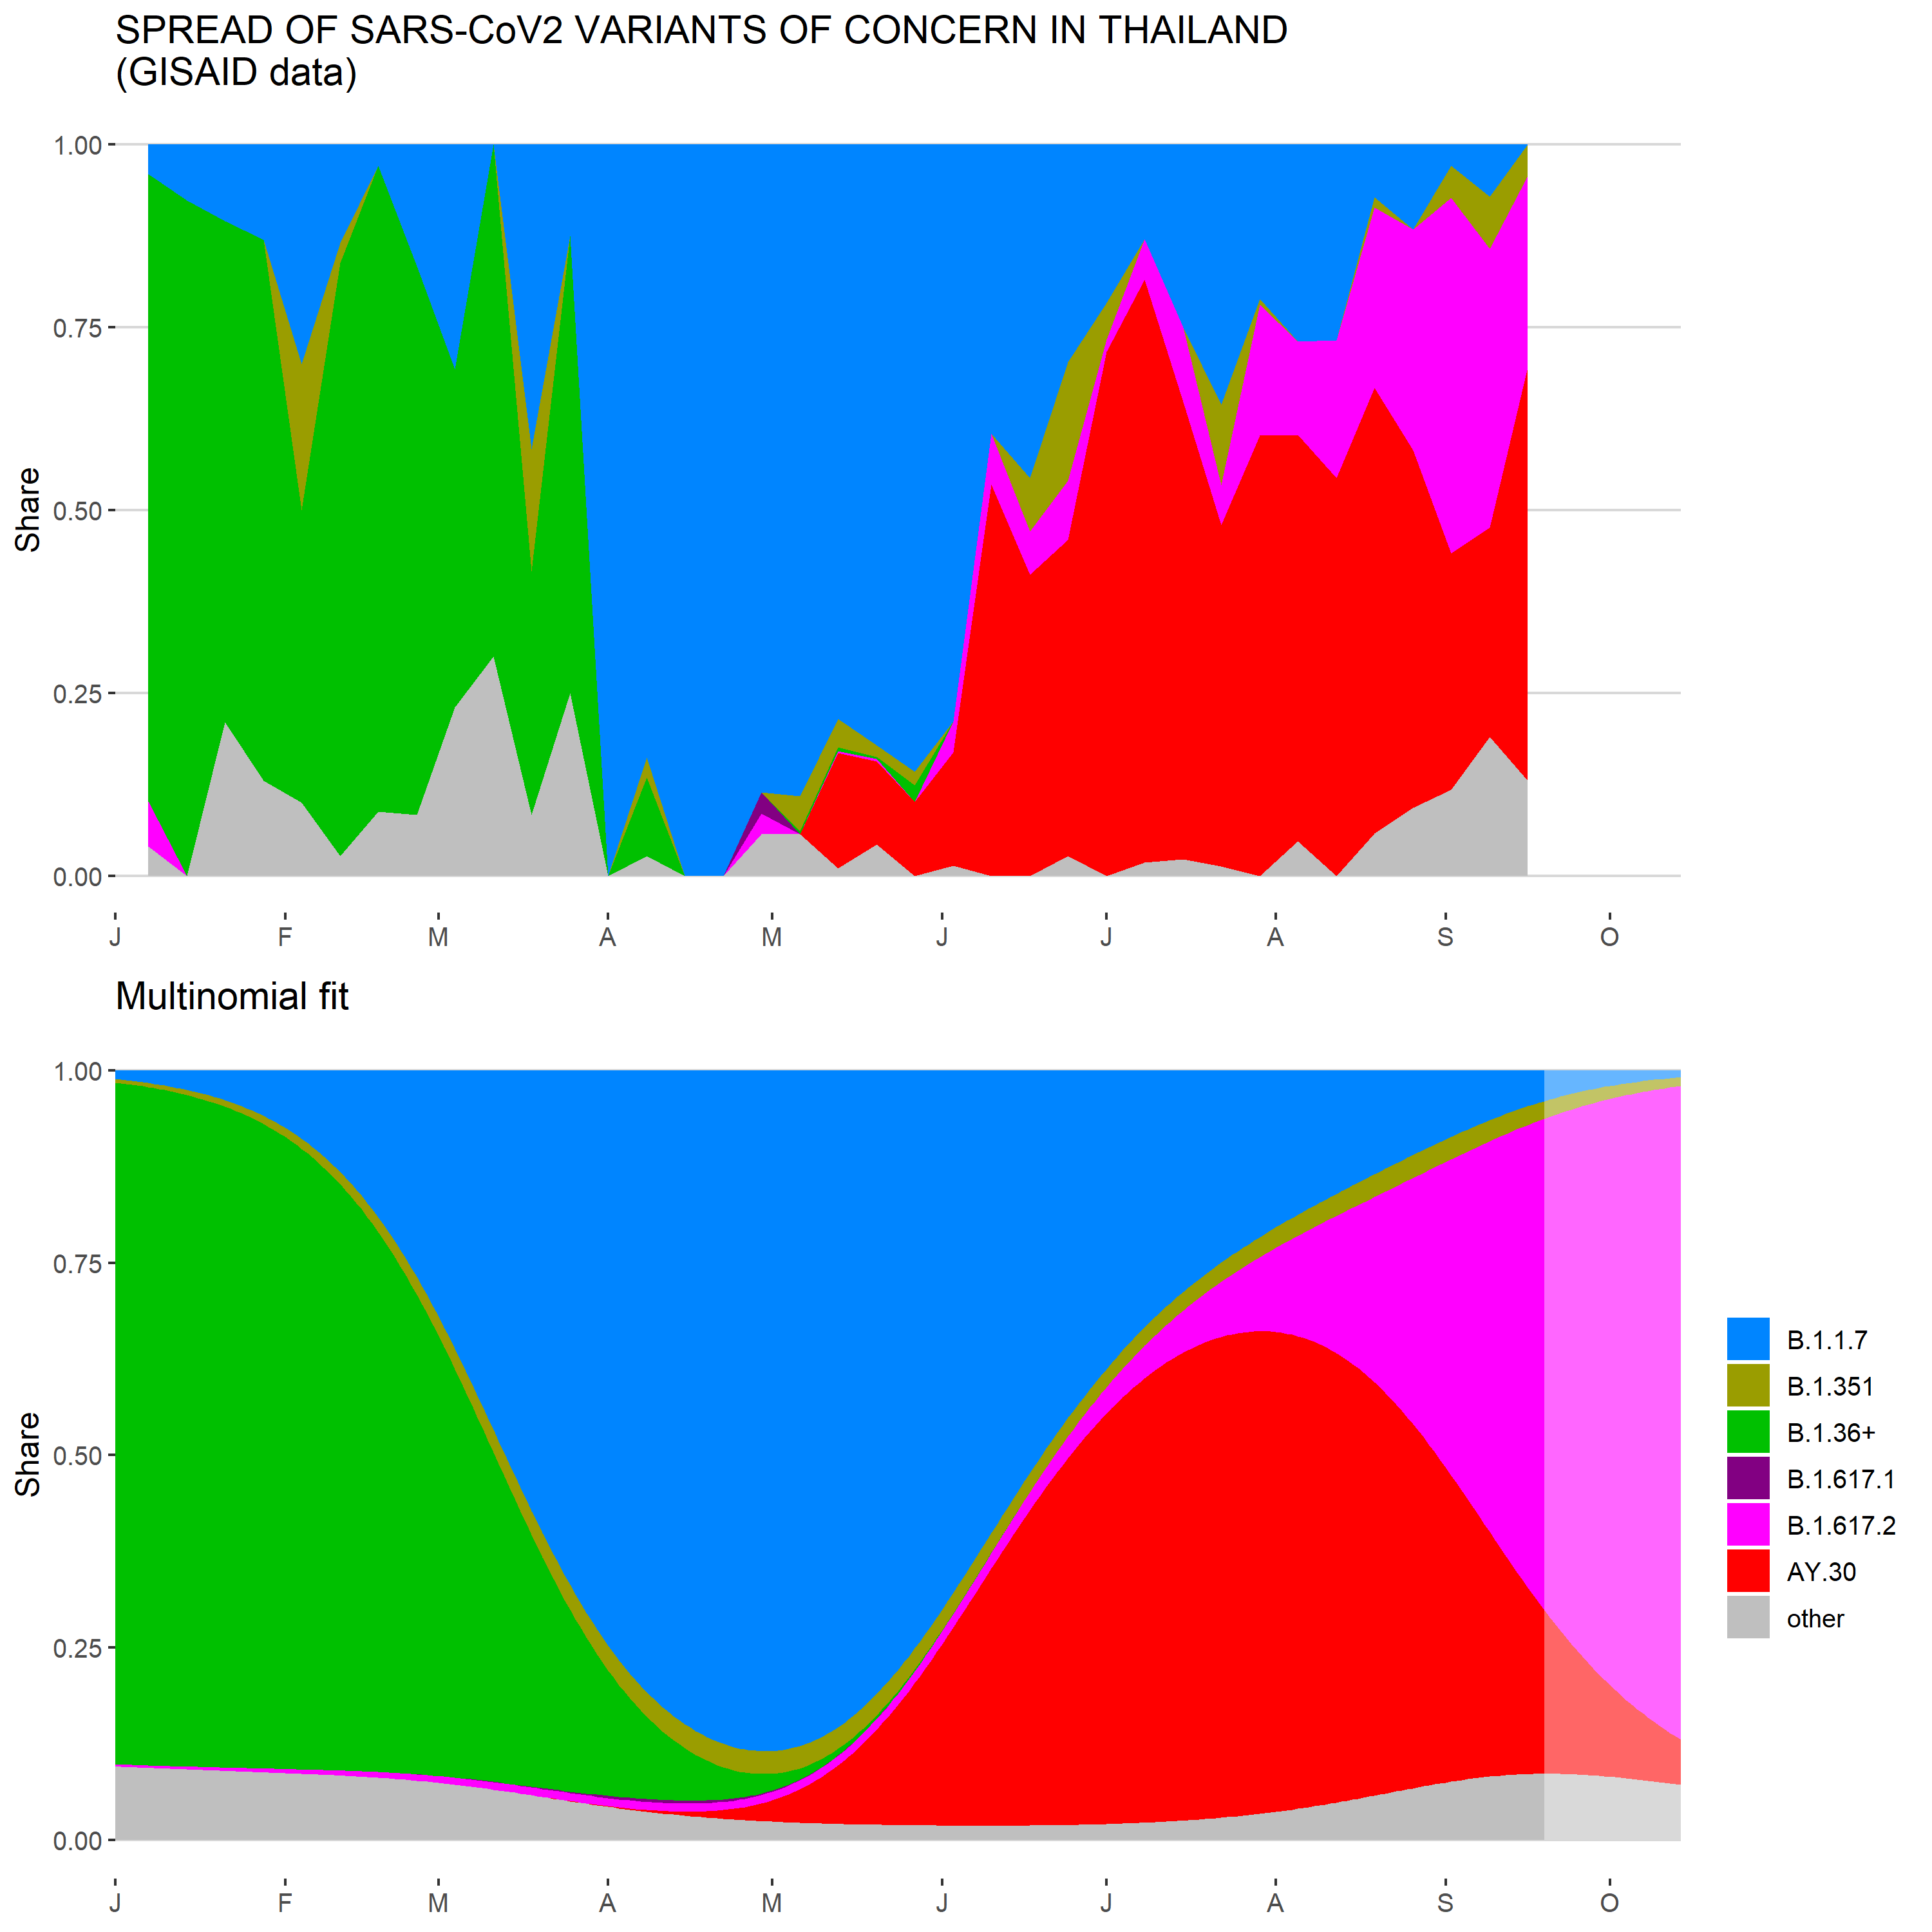 SPREAD OF SARS-CoV2 VARIANTS OF CONCERN IN THAILAND
(GISAID data)
1.00
0.75
0.50
0.25
0.00
Share
J F M A M J J A S O
Multinomial fit
1.00
0.75
0.50
0.25
0.00
Share
J F M A M J J A S O
B.1.1.7
B.1.351
B.1.36+
B.1.617.1
B.1.617.2
AY.30
other